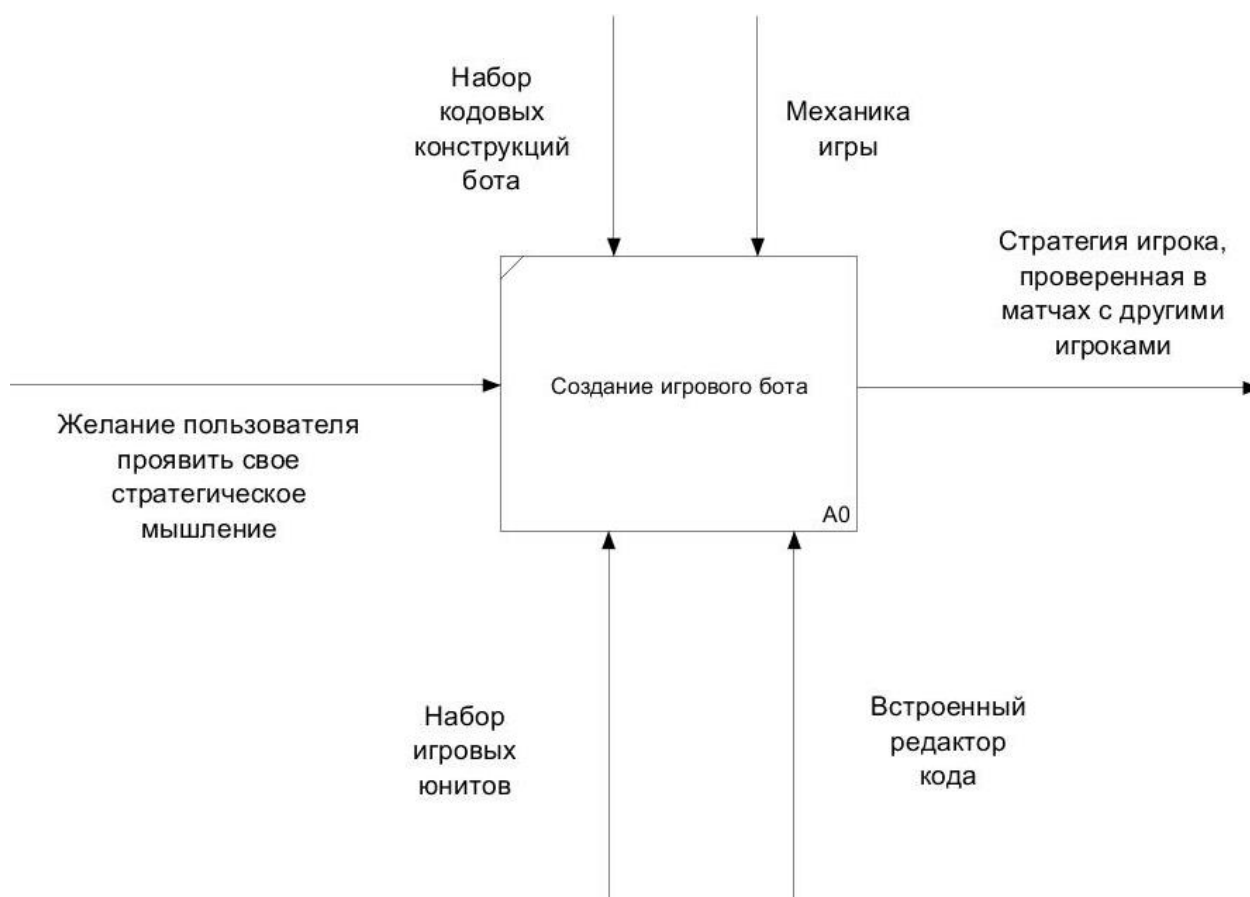 Набор
кодовых
конструкций
бота
Механика
игры
Стратегия игрока,
проверенная в
матчах с другими
игроками
Создание игрового бота
A0
Желание пользователя
проявить свое
стратегическое
мышление
Набор
игровых
юнитов
Встроенный
редактор
кода